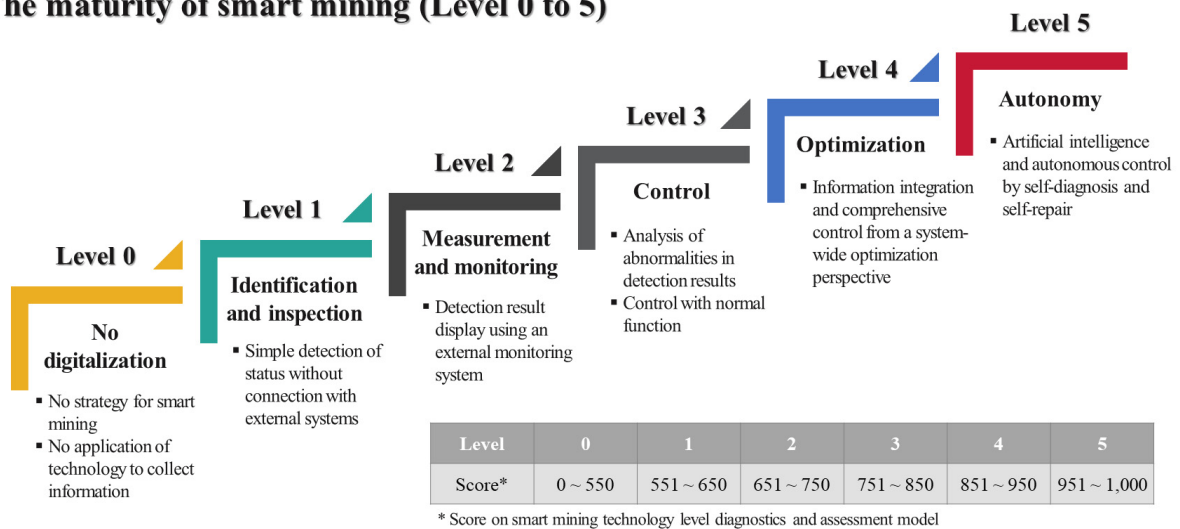 he maturity of smart mining (Level 0 to 5)
Level 0
No
digitalization
▪ No strategy for smart
mining
▪ No application of
technology to collect
information
Level 1
Identification
and inspection
▪ Simple detection of
status without
connection with
external systems
Level 2
Measurement
and monitoring
▪ Detection result
display using an
external monitoring
system
Level 3
Control
▪ Analysis of
abnormalities in
detection results
▪ Control with normal
function
Level 4
Optimization
▪ Information integration
and comprehensive
control from a system-
wide optimization
perspective
Level 5
Autonomy
▪ Artificial intelligence
and autonomous control
by self-diagnosis and
self-repair
Level 0 1 2 3 4 5
Score* 0 ~ 550 551 ~ 650 651 ~ 750 751 ~ 850 851 ~ 950 951 ~ 1,000
* Score on smart mining technology level diagnostics and assessment model